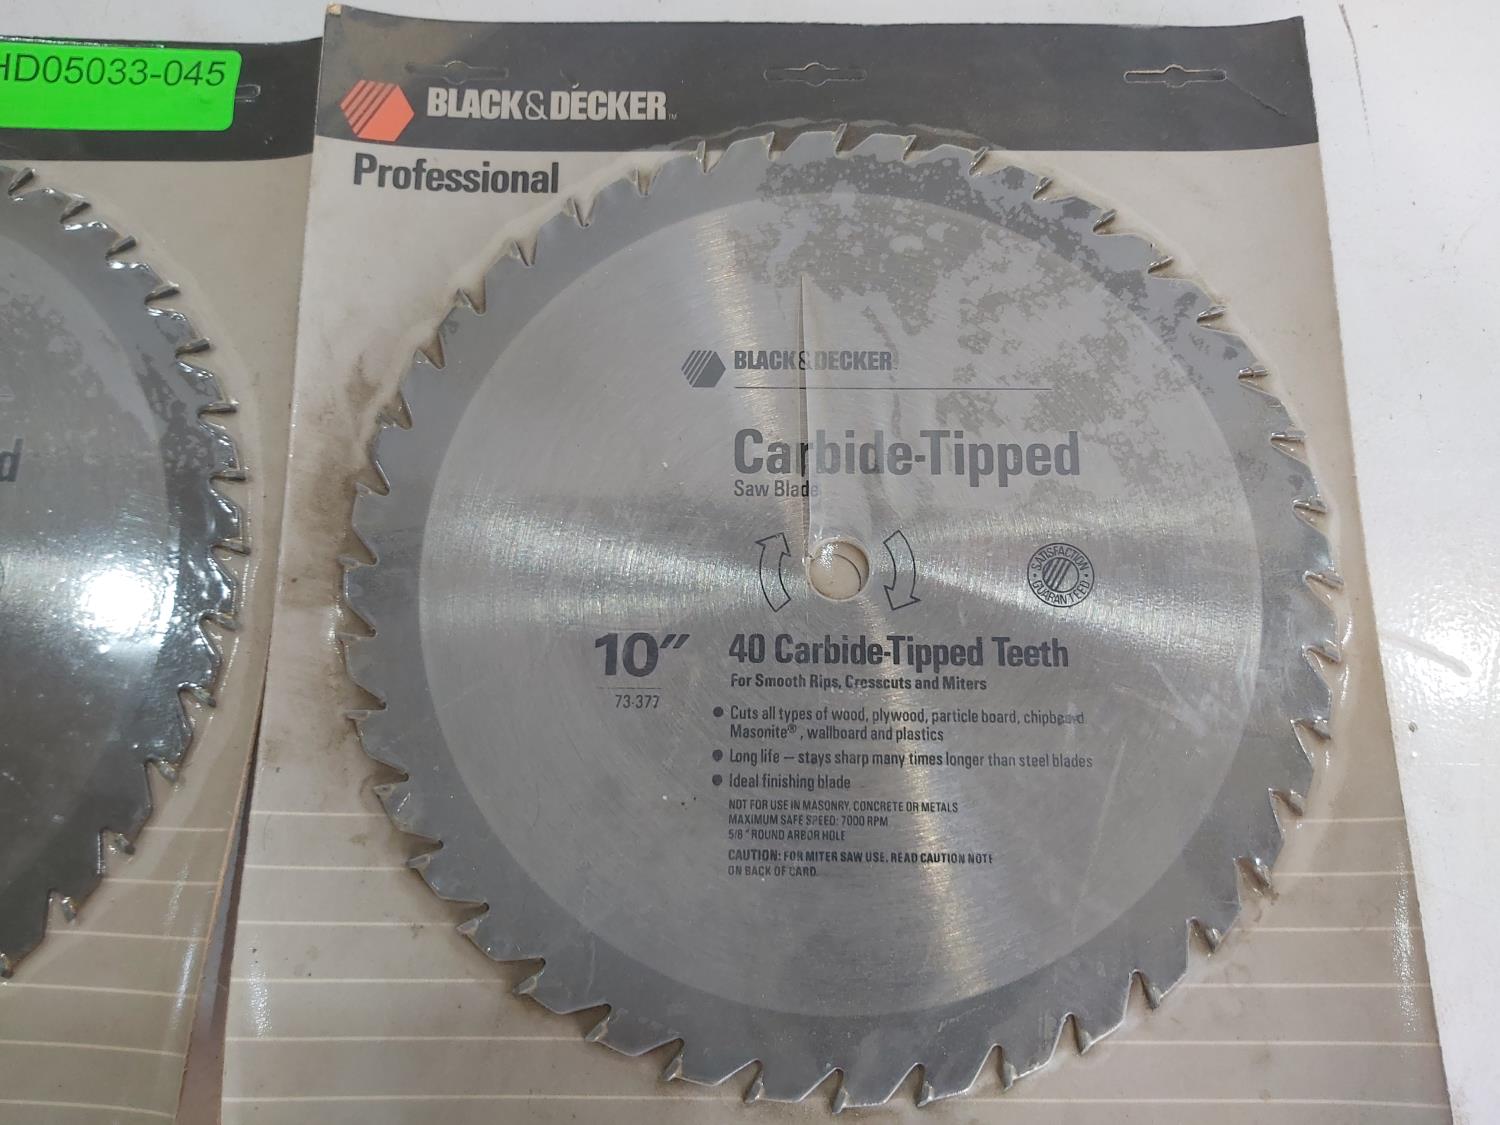 HD05033-045
BLACK&DECKER™
Professional
d
BLACK&DECKER
Carbide-Tipped
Saw Blade
SATISFACTION GUARANTEED
10″
73-377
40 Carbide-Tipped Teeth
For Smooth Rips, Crosscuts and Miters
● Cuts all types of wood, plywood, particle board, chipboard
Masonite®, wallboard and plastics
● Long life — stays sharp many times longer than steel blades
● Ideal finishing blade
NOT FOR USE IN MASONRY, CONCRETE OR METALS
MAXIMUM SAFE SPEED: 7000 RPM
5/8" ROUND ARBOR HOLE
CAUTION: FOR MITER SAW USE, READ CAUTION NOTE
ON BACK OF CARD.